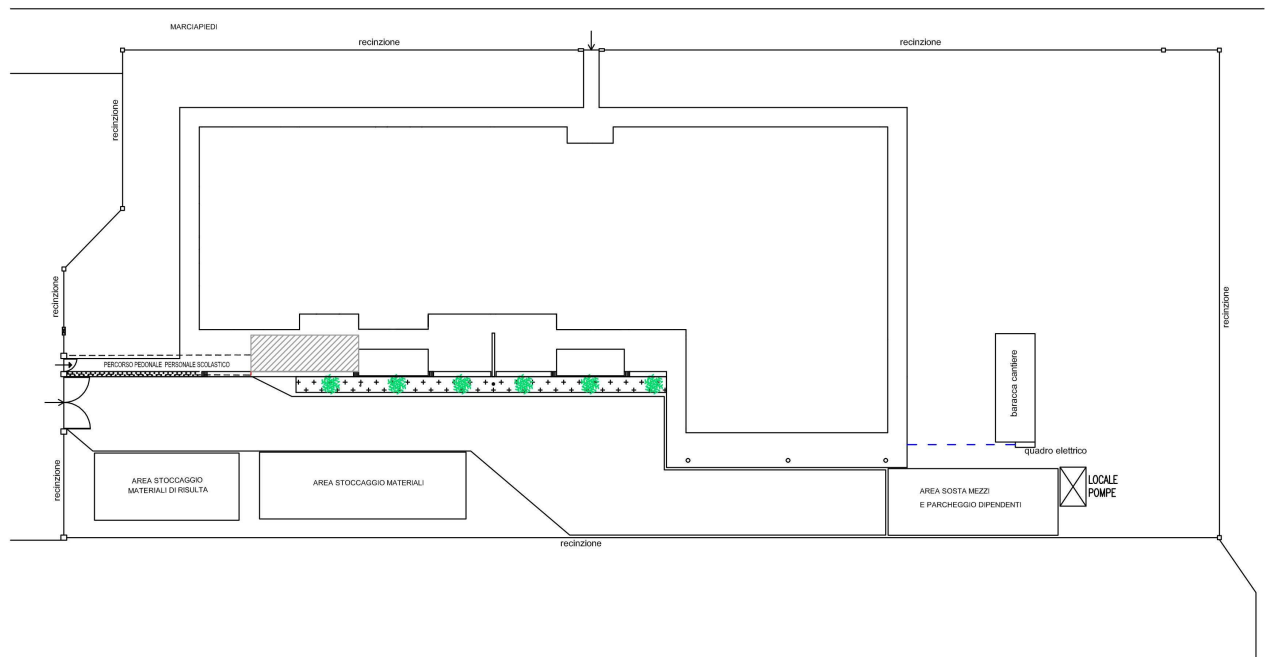 MARCIAPIEDI
recinzione
recinzione
recinzione
recinzione
recinzione
PERCORSO PEDONALE PERSONALE SCOLASTICO
baracca cantiere
quadro elettrico
recinzione
AREA STOCCAGGIO
MATERIALI DI RISULTA
AREA STOCCAGGIO MATERIALI
AREA SOSTA MEZZI
E PARCHEGGIO DIPENDENTI
LOCALE
POMPE
recinzione